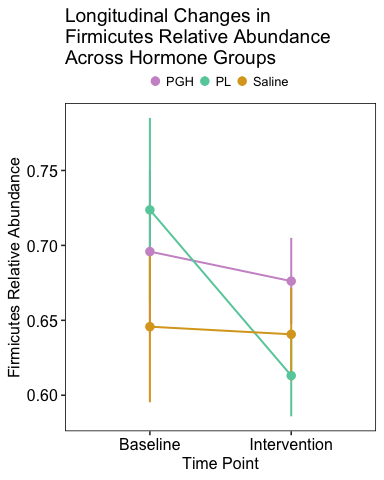 Longitudinal Changes in
Firmicutes Relative Abundance
Across Hormone Groups
PGH PL Saline
Firmicutes Relative Abundance
0.75
0.70
0.65
0.60
Baseline Intervention
Time Point